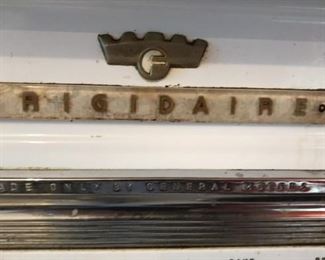 F
FRIGIDAIRE
MADE ONLY BY GENERAL MOTORS